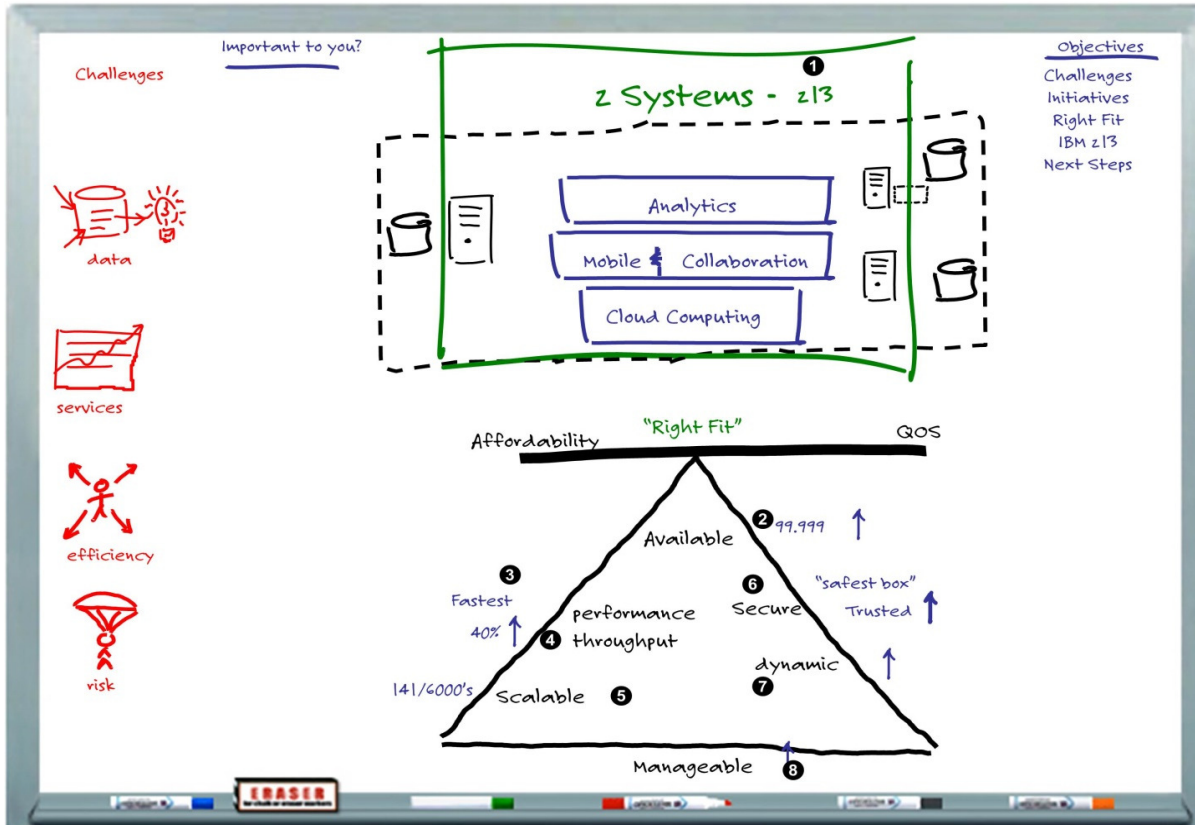 Important to you?
Challenges
data
services
efficiency
risk
1
z Systems - z13
Analytics
Mobile & Collaboration
Cloud Computing
Objectives
Challenges
Initiatives
Right Fit
IBM z13
Next Steps
"Right Fit"
Affordability
QOS
2
99.999
Available
3
Fastest
40%
4
performance
throughput
6
Secure
"safest box"
Trusted
dynamic
7
141/6000's
Scalable
5
Manageable
8
ERASER